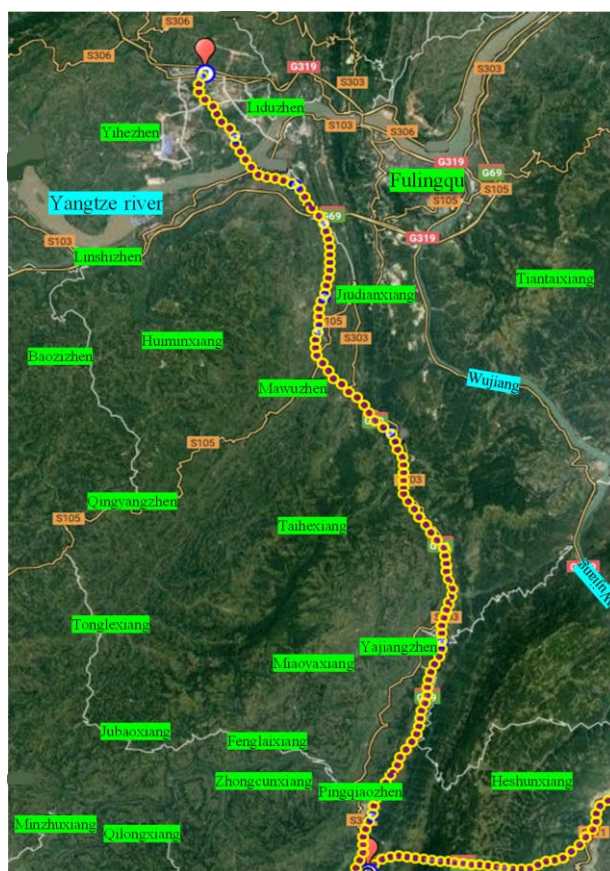 S306
S306
G319
S303
S303
Liduzhen
S103
S306
Yihezhen
G319
G69
Fulingqu
S105
S105
Yangtze river
G69
G319
S103
Linshizhen
Tiantaixiang
Jiudianxiang
S303
Huiminxiang
Baozizhen
Wujiang
Mawuzhen
S105
Qingyangzhen
S105
Taihexiang
Wujiang
Tonglexiang
Yajiangzhen
Miaoyaxiang
Jubaoxiang
Fenglaixiang
Zhongcunxiang
Heshunxiang
Pingqiaozhen
Minzhuxiang
Qilongxiang